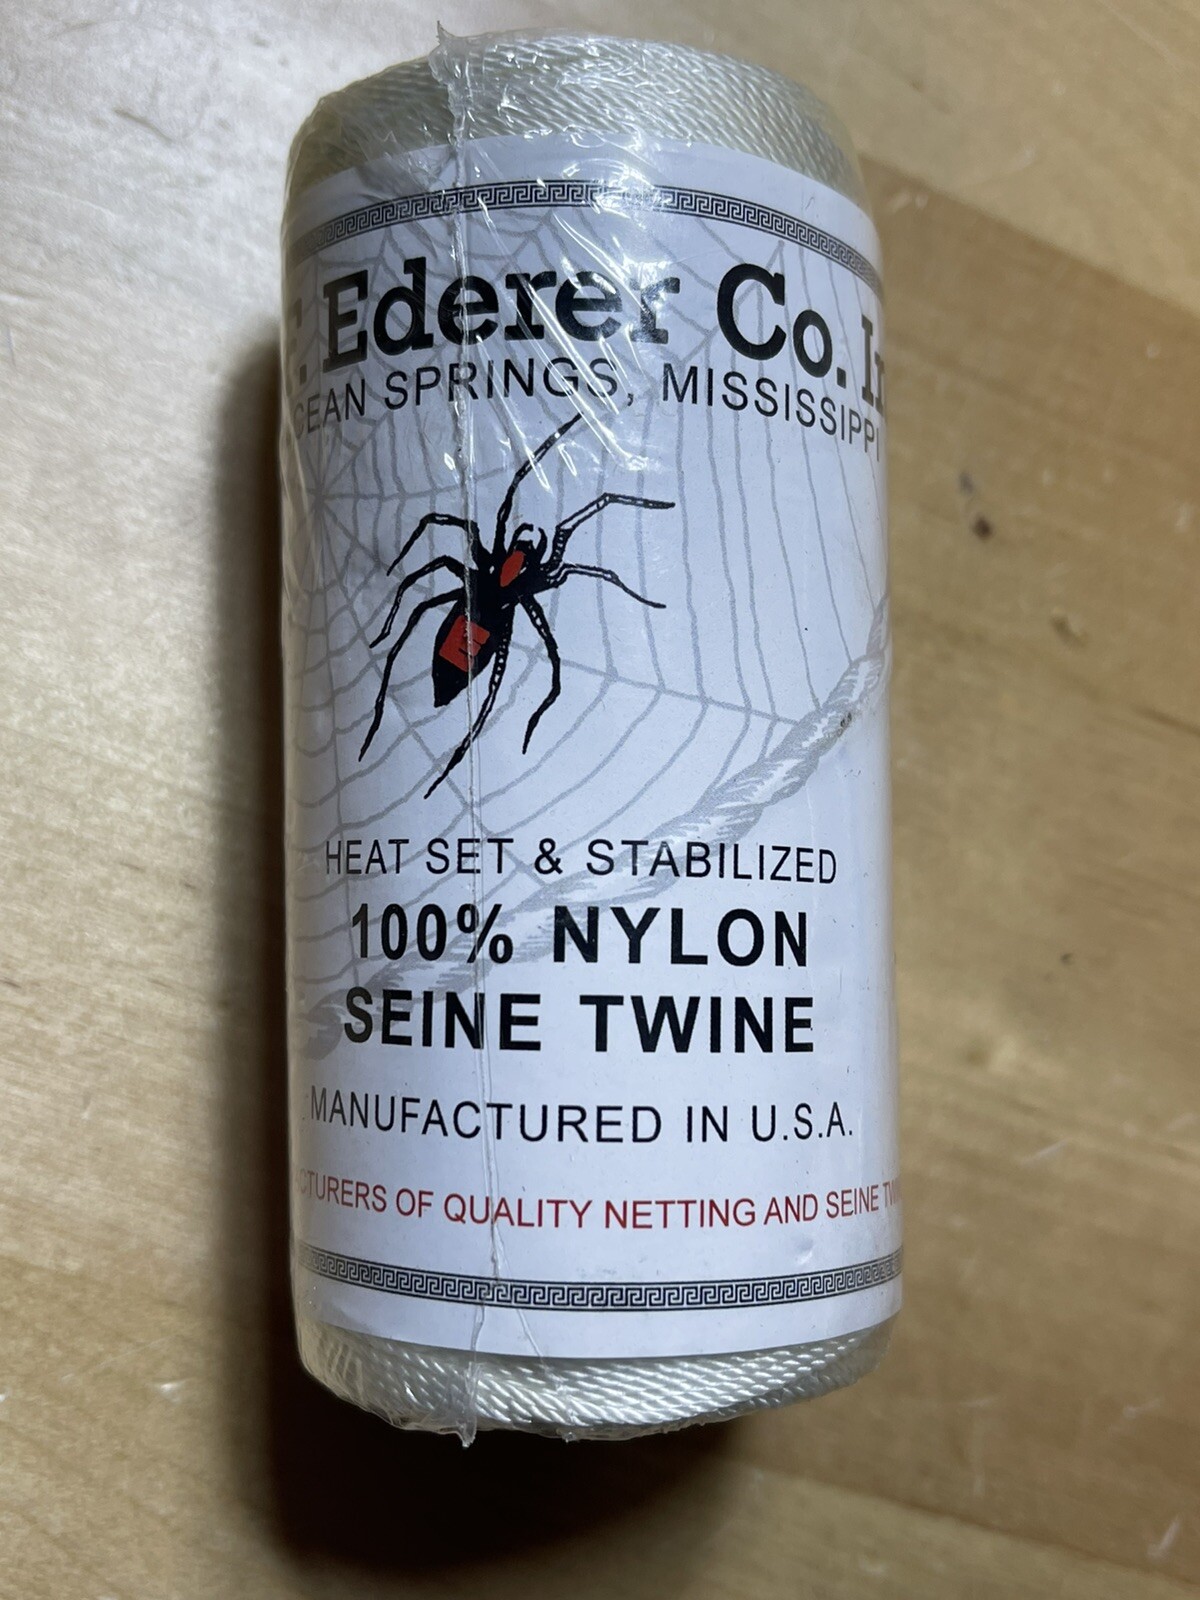 F. Ederer Co. In
CEAN SPRINGS, MISSISSIPPI
E
HEAT SET & STABILIZED
100% NYLON
SEINE TWINE
MANUFACTURED IN U.S.A.
CTURERS OF QUALITY NETTING AND SEINE TWIN